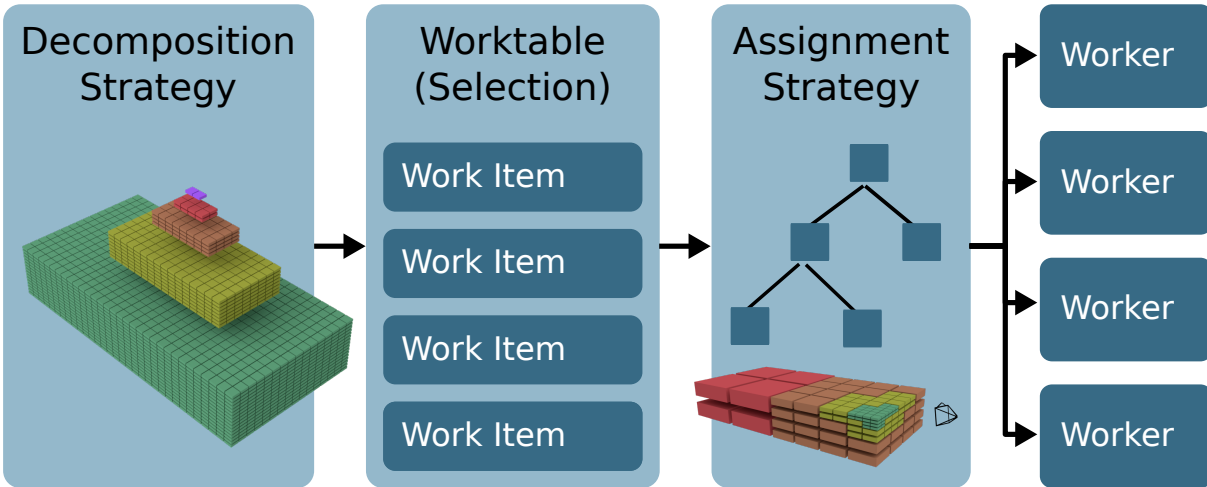 Decomposition
Strategy
Worktable
(Selection)
Work Item
Work Item
Work Item
Work Item
Assignment
Strategy
Worker
Worker
Worker
Worker